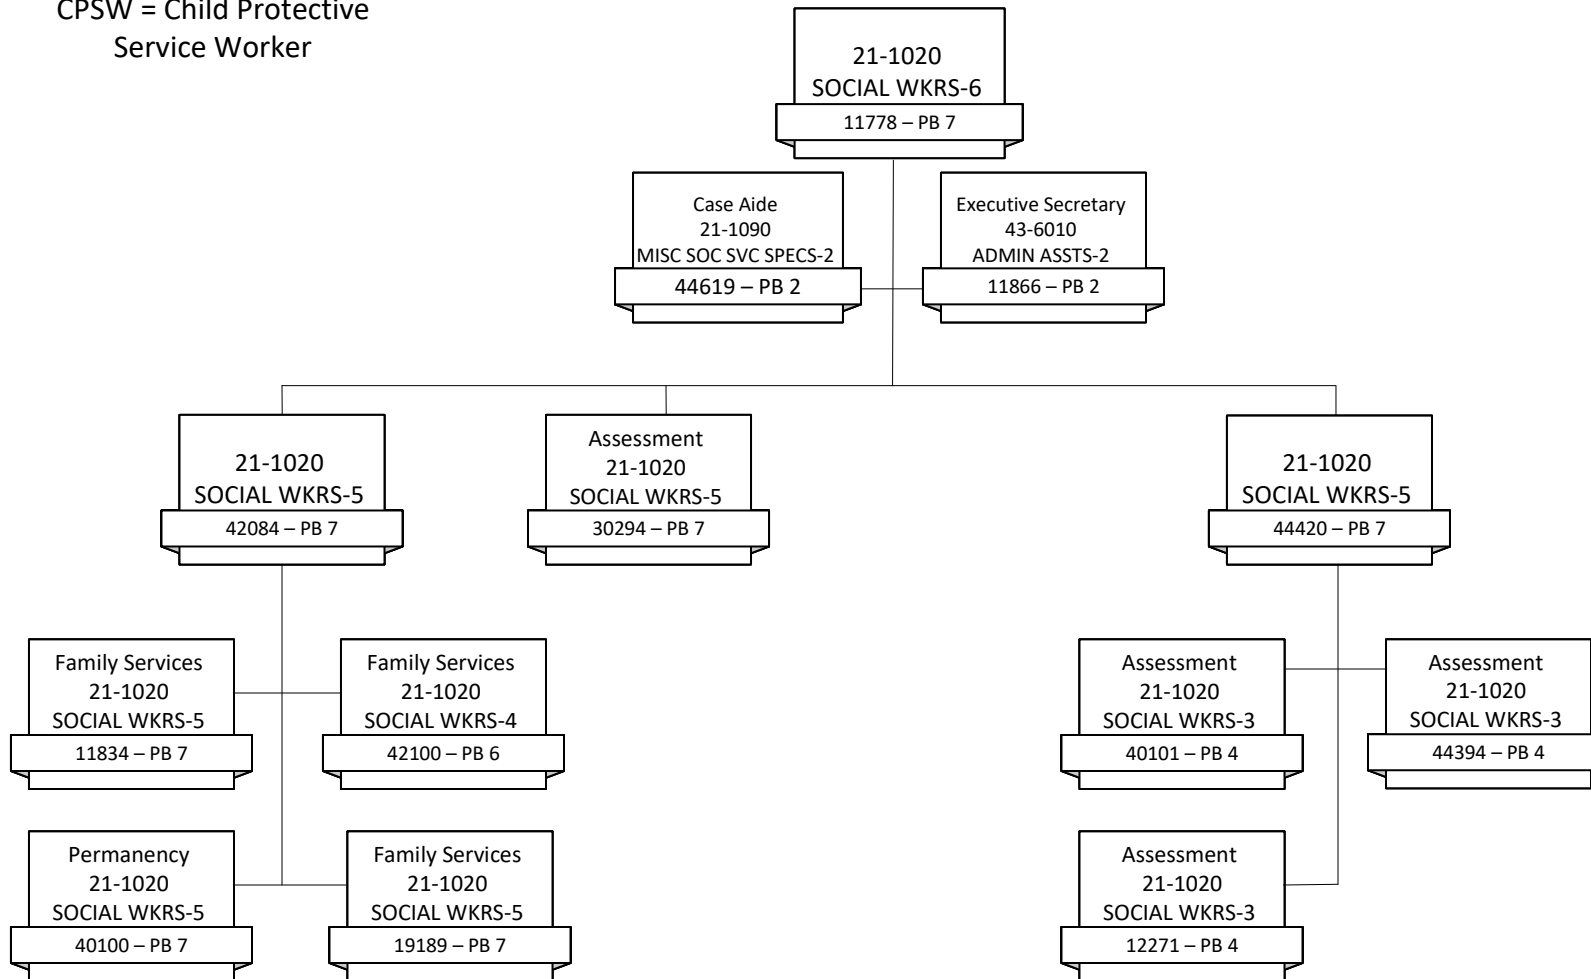 CPSW = Child Protective
Service Worker
21-1020
SOCIAL WKRS-6
11778 – PB 7
Case Aide
21-1090
MISC SOC SVC SPECS-2
44619 – PB 2
Executive Secretary
43-6010
ADMIN ASSTS-2
11866 – PB 2
21-1020
SOCIAL WKRS-5
42084 – PB 7
Assessment
21-1020
SOCIAL WKRS-5
30294 – PB 7
21-1020
SOCIAL WKRS-5
44420 – PB 7
Family Services
21-1020
SOCIAL WKRS-5
11834 – PB 7
Family Services
21-1020
SOCIAL WKRS-4
42100 – PB 6
Assessment
21-1020
SOCIAL WKRS-3
40101 – PB 4
Assessment
21-1020
SOCIAL WKRS-3
44394 – PB 4
Permanency
21-1020
SOCIAL WKRS-5
40100 – PB 7
Family Services
21-1020
SOCIAL WKRS-5
19189 – PB 7
Assessment
21-1020
SOCIAL WKRS-3
12271 – PB 4